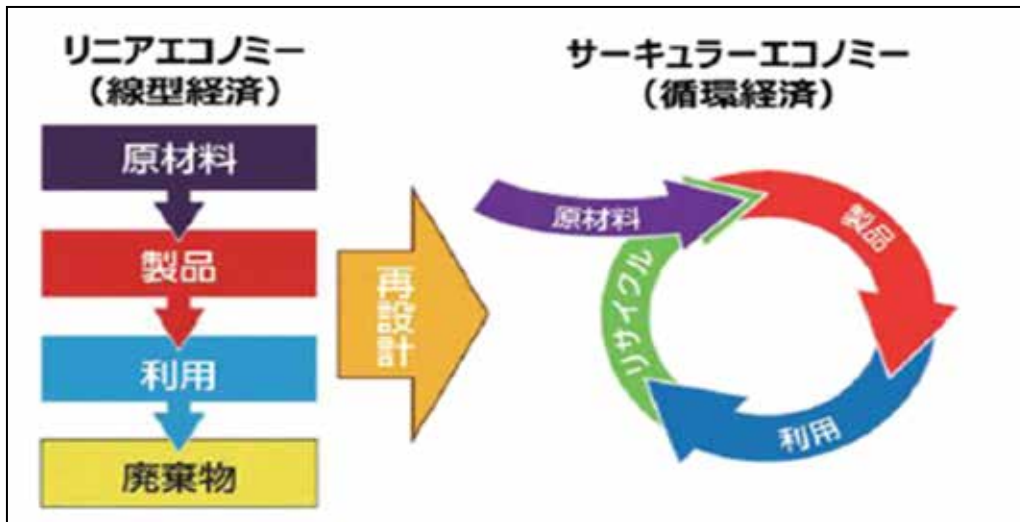 リニアエコノミー
（線型経済）
原材料
製品
利用
廃棄物
再設計
サーキュラーエコノミー
（循環経済）
原材料
製品
利用
リサイクル